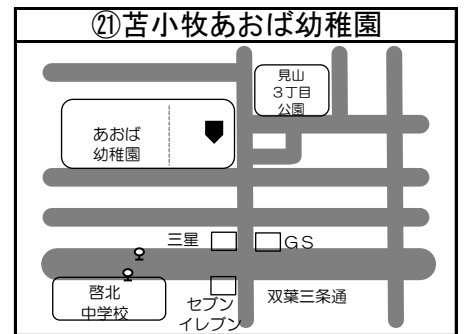 ㉑苫小牧あおば幼稚園
見山
３丁目
公園
あおば
幼稚園
三星
ＧＳ
啓北
中学校
セブン
イレブン
双葉三条通